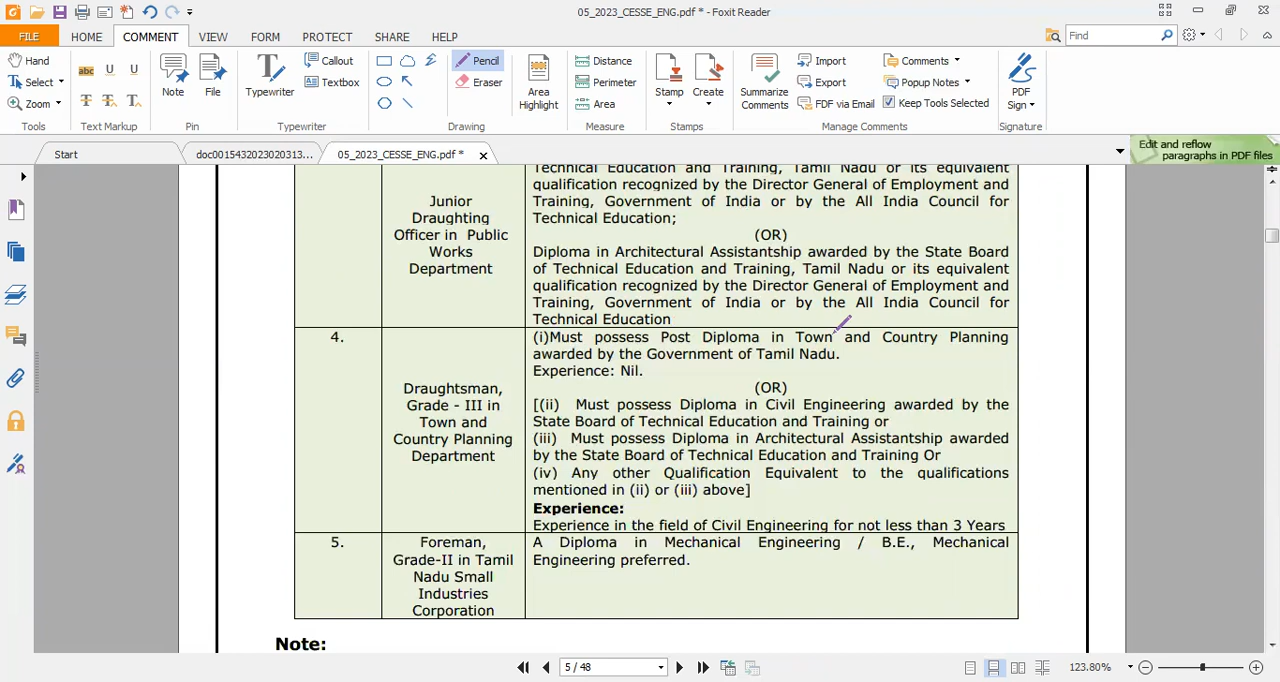 05_2023_CESSE_ENG.pdf * - Foxit Reader
FILE HOME COMMENT VIEW FORM PROTECT SHARE HELP
Find
Hand
Select
Zoom
Tools
abc U U
T T T
Text Markup
Note File
Pin
Typewriter
Callout
Textbox
Typewriter
Pencil
Eraser
Drawing
Area
Highlight
Distance
Perimeter
Area
Measure
Stamp Create
Stamps
Summarize
Comments
Import
Export
FDF via Email
Comments
Popup Notes
Keep Tools Selected
Manage Comments
PDF
Sign
Signature
Start
doc0015432023020313...
05_2023_CESSE_ENG.pdf *
Edit and reflow
paragraphs in PDF files
Junior
Draughting
Officer in Public
Works
Department
Technical Education and Training, Tamil Nadu or its equivalent
qualification recognized by the Director General of Employment and
Training, Government of India or by the All India Council for
Technical Education;
(OR)
Diploma in Architectural Assistantship awarded by the State Board
of Technical Education and Training, Tamil Nadu or its equivalent
qualification recognized by the Director General of Employment and
Training, Government of India or by the All India Council for
Technical Education
4.
Draughtsman,
Grade - III in
Town and
Country Planning
Department
(i)Must possess Post Diploma in Town and Country Planning
awarded by the Government of Tamil Nadu.
Experience: Nil.
(OR)
[(ii) Must possess Diploma in Civil Engineering awarded by the
State Board of Technical Education and Training or
(iii) Must possess Diploma in Architectural Assistantship awarded
by the State Board of Technical Education and Training Or
(iv) Any other Qualification Equivalent to the qualifications
mentioned in (ii) or (iii) above]
Experience:
Experience in the field of Civil Engineering for not less than 3 Years
5.
Foreman,
Grade-II in Tamil
Nadu Small
Industries
Corporation
A Diploma in Mechanical Engineering / B.E., Mechanical
Engineering preferred.
Note:
5 / 48
123.80%